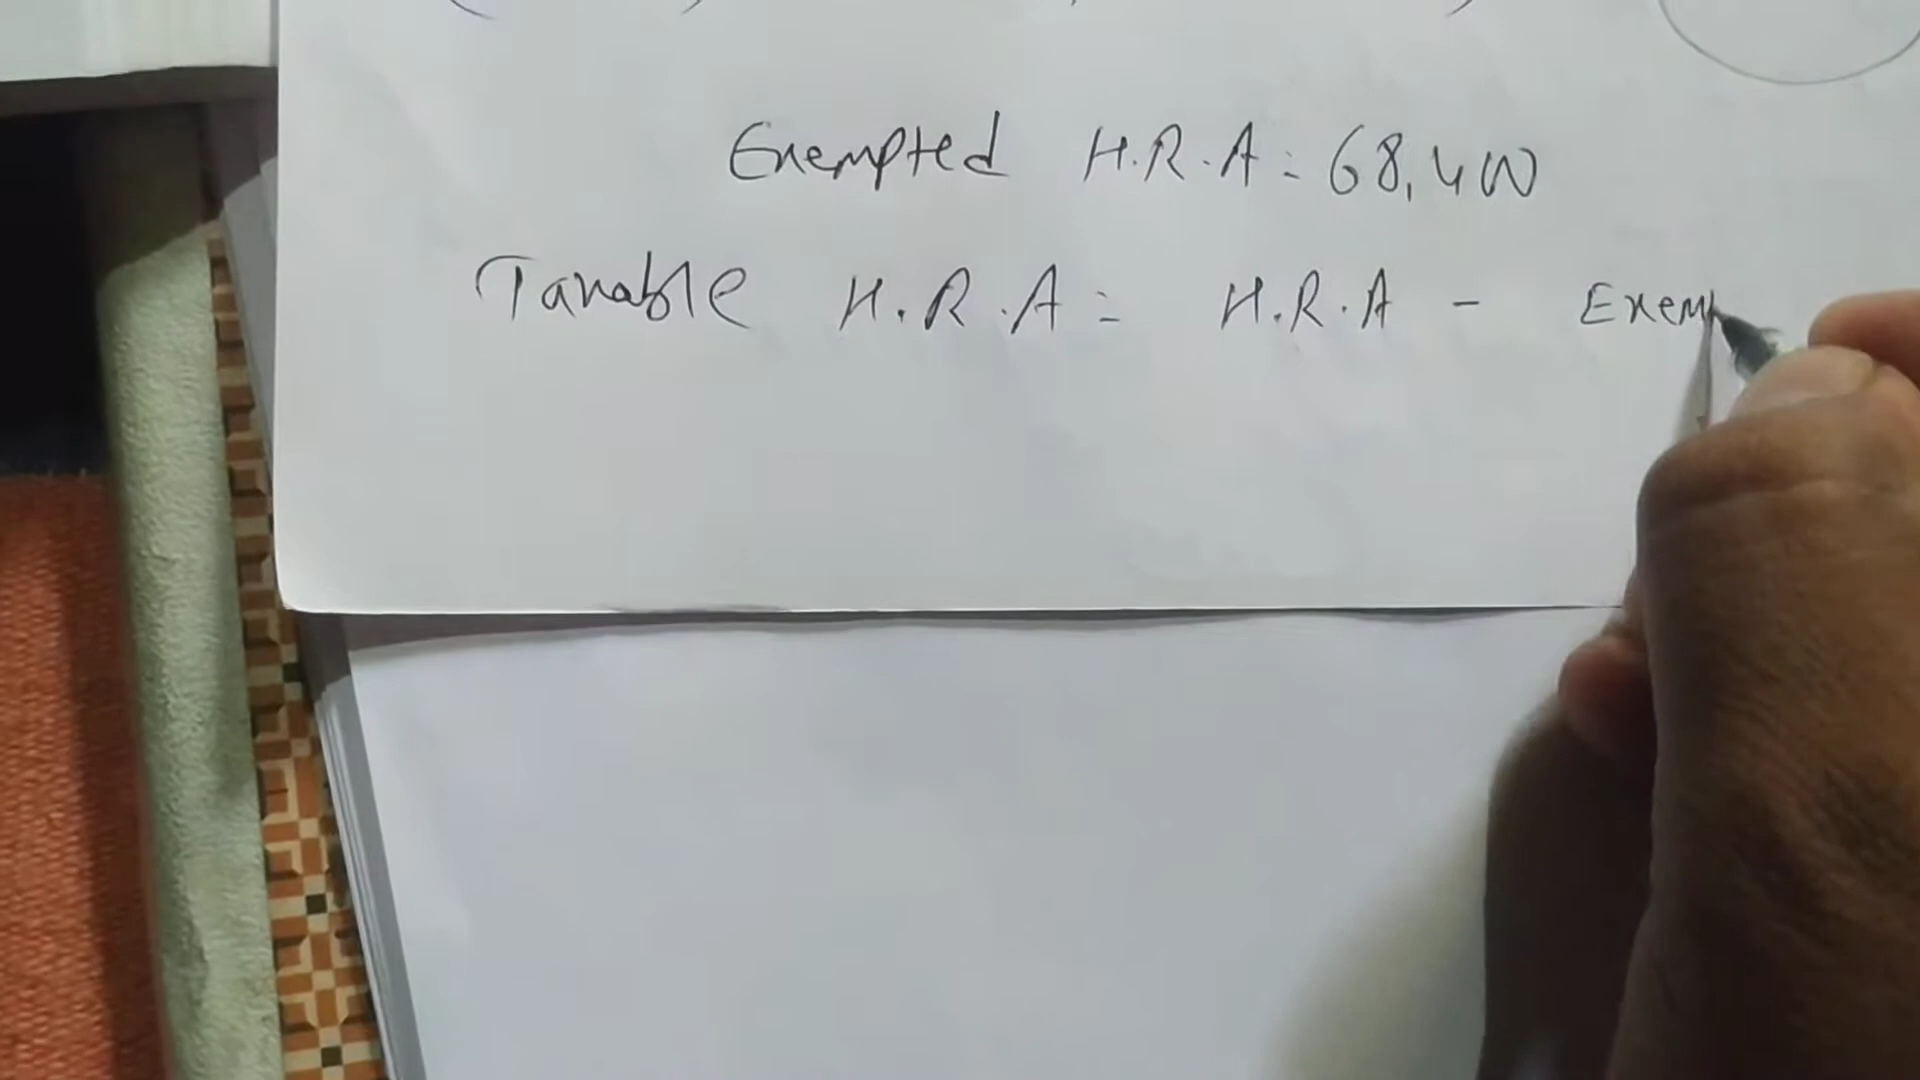 Exempted H.R.A = 68,400
Taxable H.R.A = H.R.A - Exem